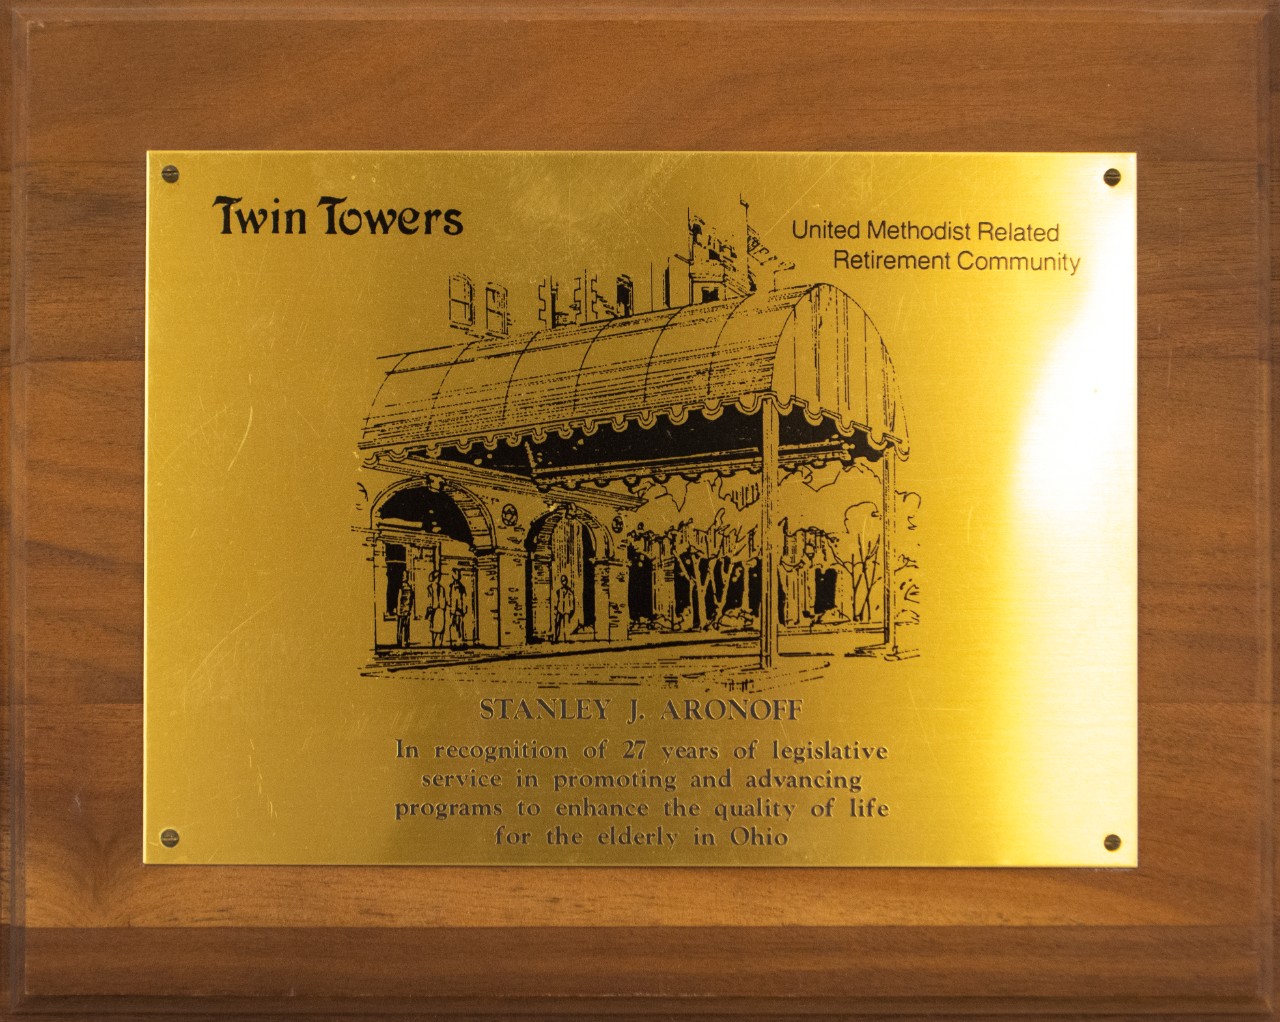 Twin Towers
United Methodist Related
Retirement Community
STANLEY J. ARONOFF
In recognition of 27 years of legislative
service in promoting and advancing
programs to enhance the quality of life
for the elderly in Ohio